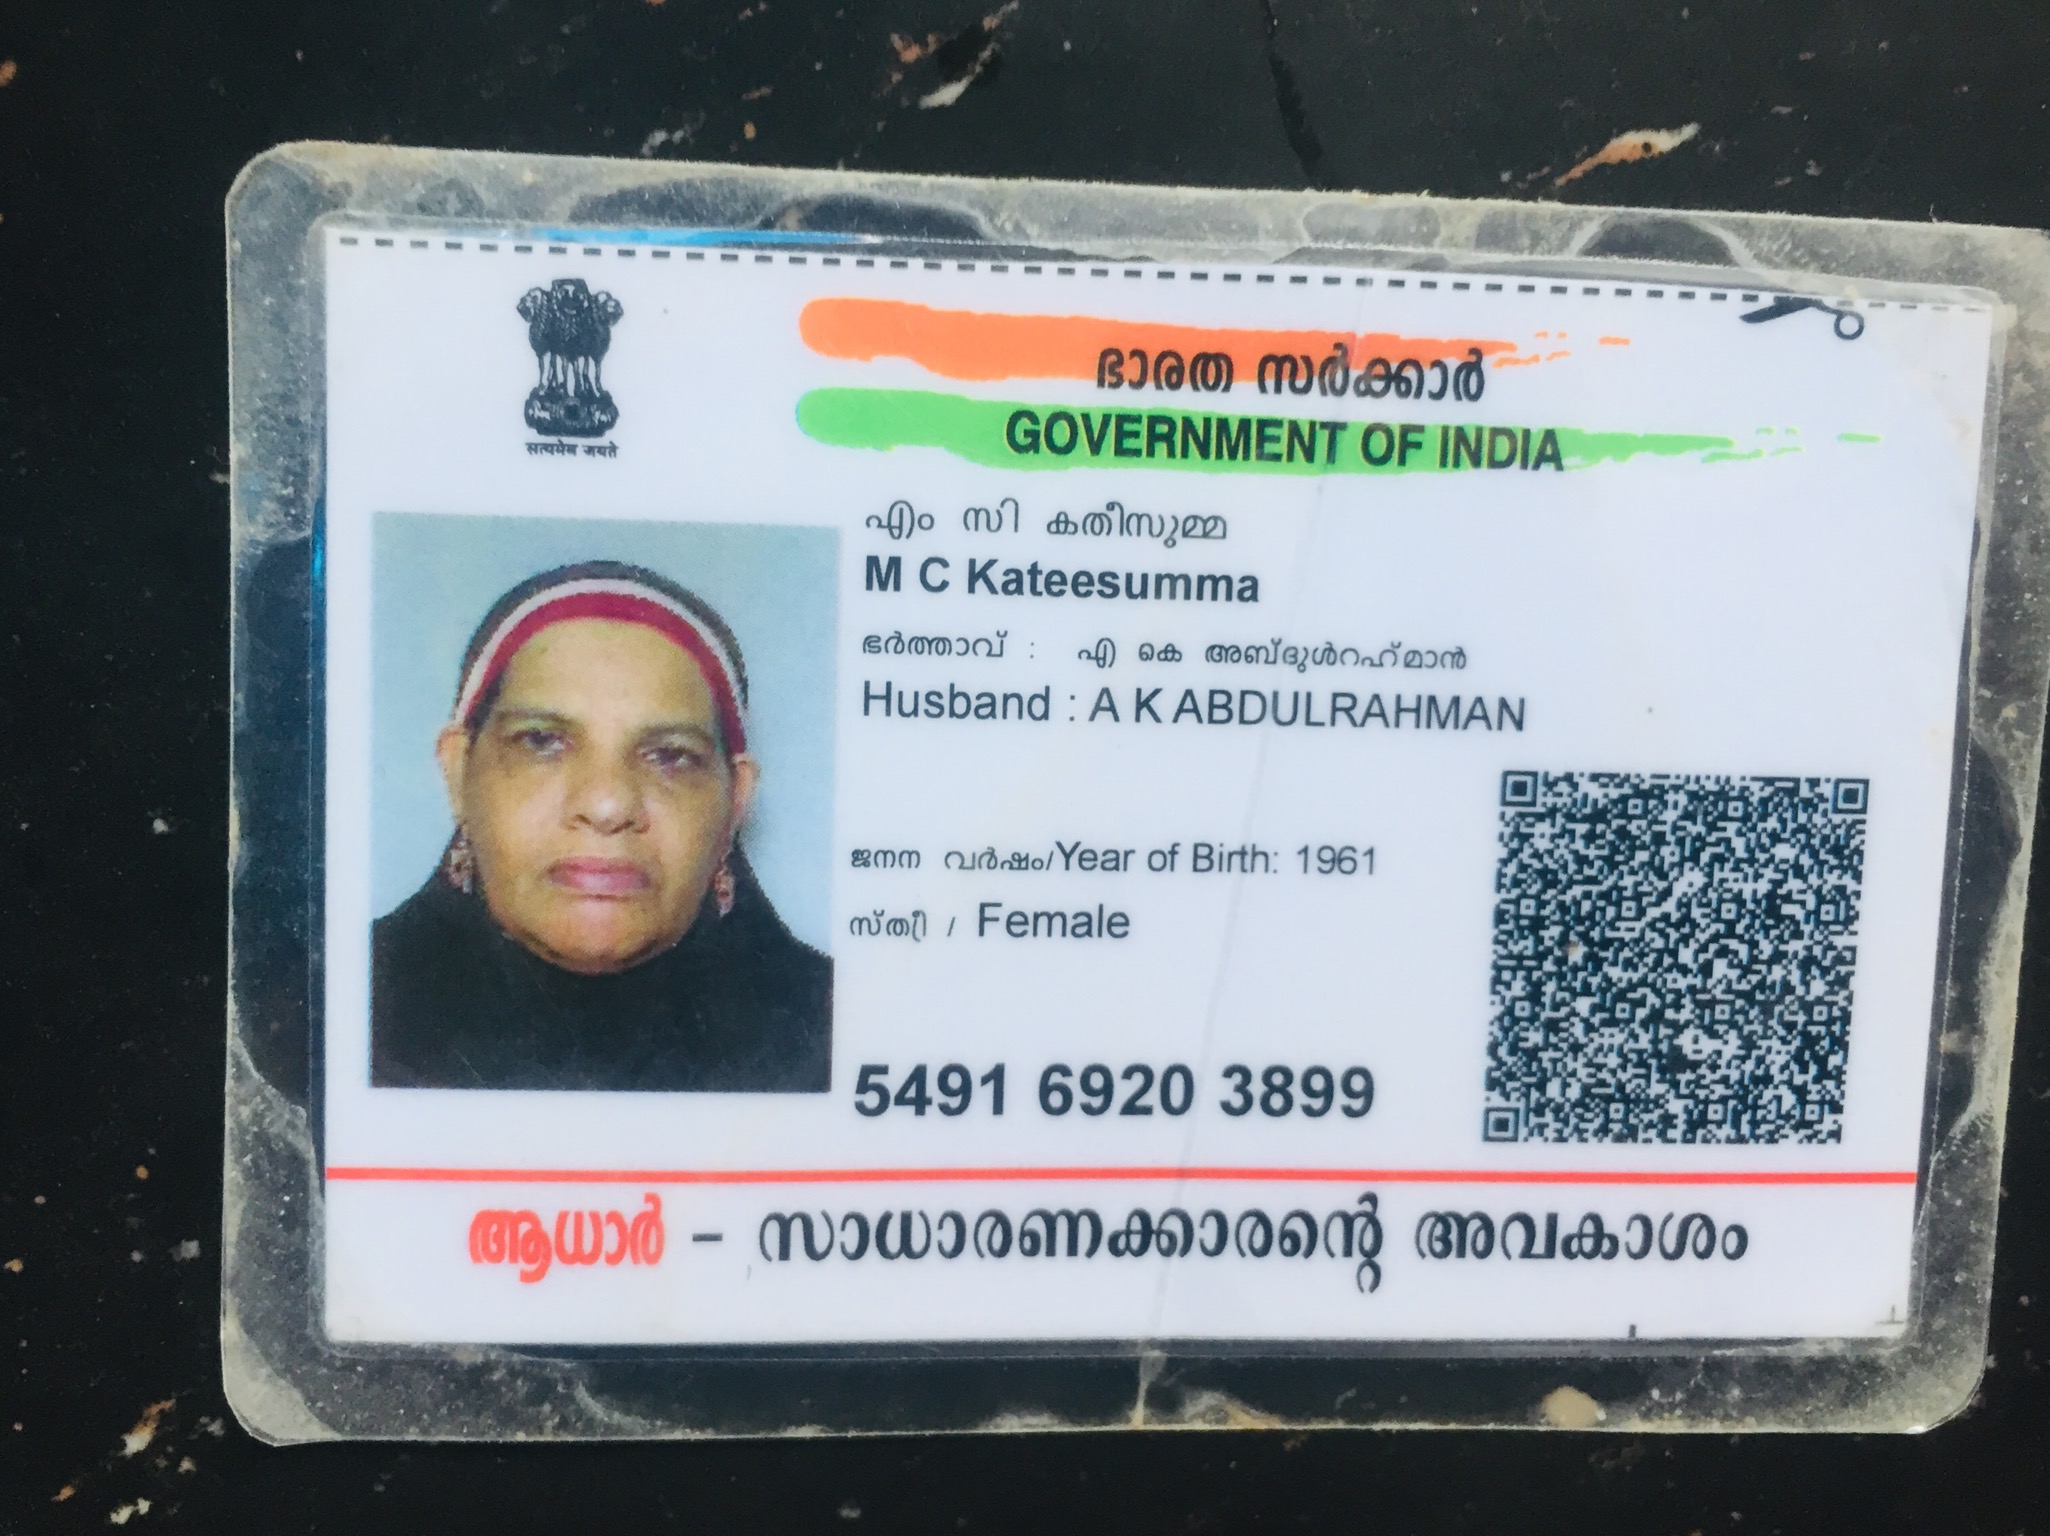 सत्यमेव जयते
ഭാരത സർക്കാർ
GOVERNMENT OF INDIA
എം സി കതീസുമ്മ
M C Kateesumma
ഭർത്താവ് : എ കെ അബ്ദുൾറഹ്മാൻ
Husband : A K ABDULRAHMAN
ജനന വർഷം/Year of Birth: 1961
സ്ത്രീ / Female
5491 6920 3899
ആധാർ - സാധാരണക്കാരന്റെ അവകാശം